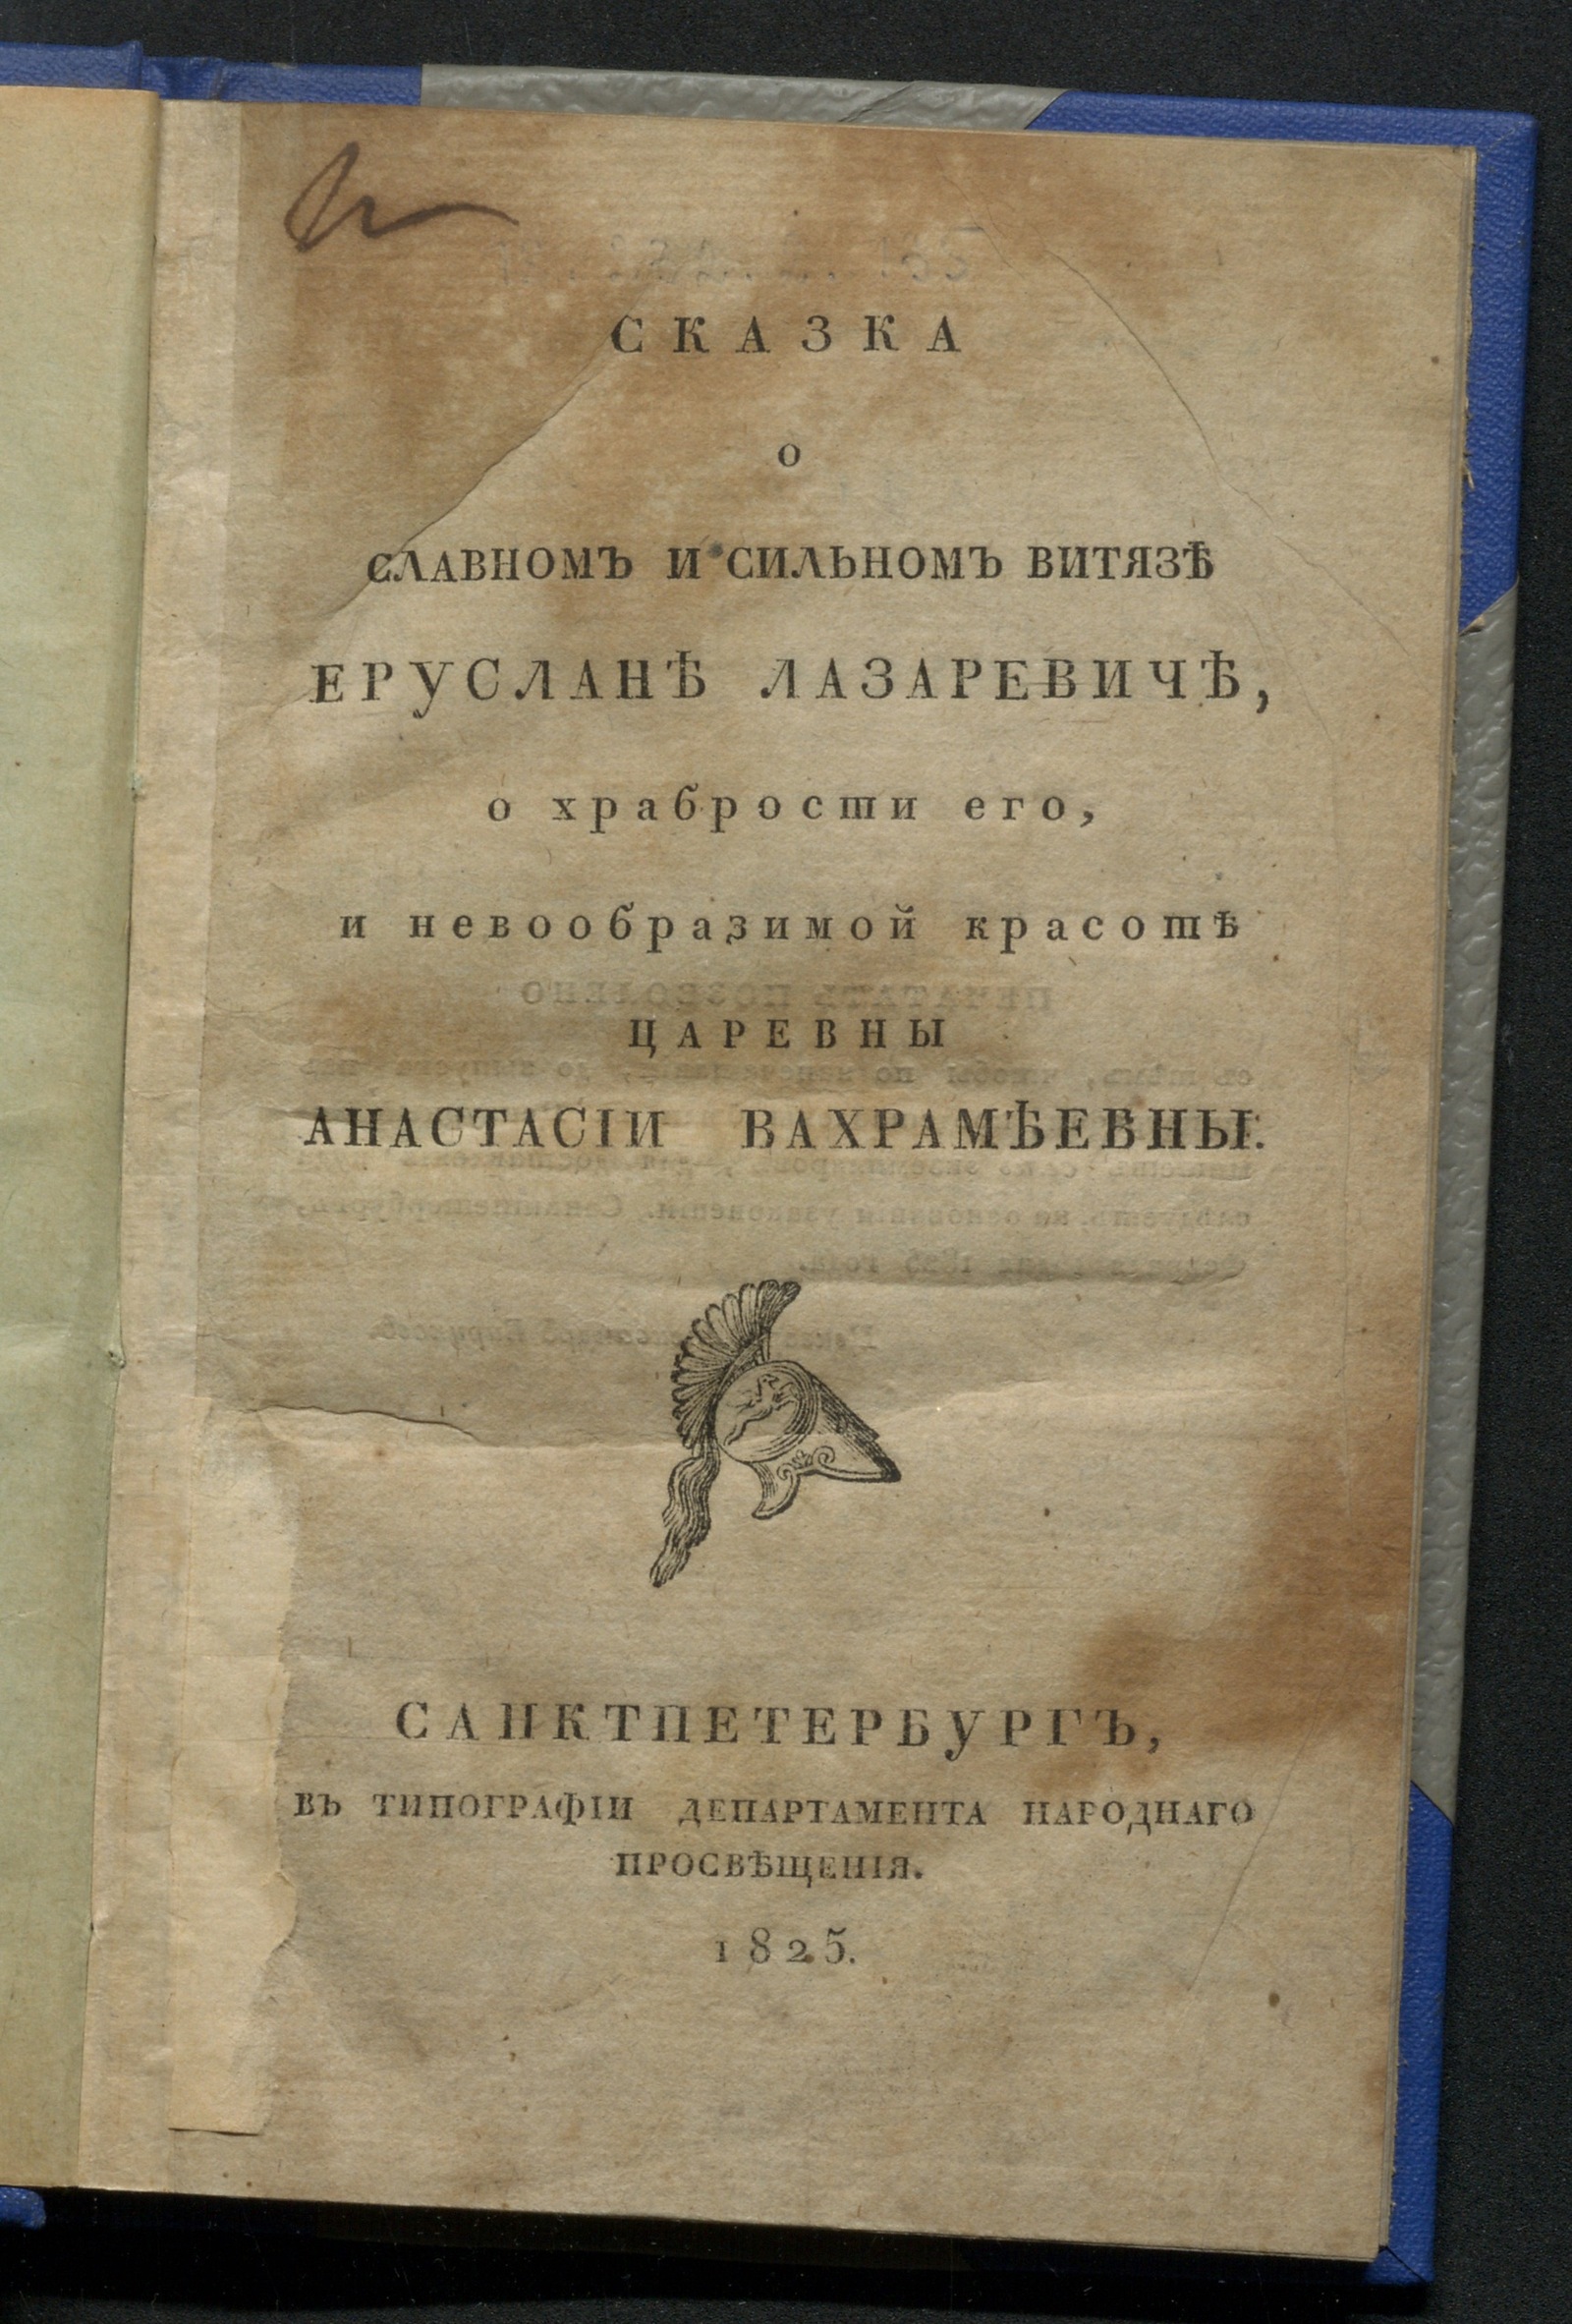 СКАЗКА
о
СЛАВНОМЪ И СИЛЬНОМЪ ВИТЯЗѢ
ЕРУСЛАНѢ ЛАЗАРЕВИЧѢ,
о храбрости его,
и невообразимой красотѣ
ЦАРЕВНЫ
АНАСТАСІИ ВАХРАМѢЕВНЫ.
САНКТПЕТЕРБУРГЪ,
ВЪ ТИПОГРАФІИ ДЕПАРТАМЕНТА НАРОДНАГО
ПРОСВѢЩЕНІЯ.
1825.